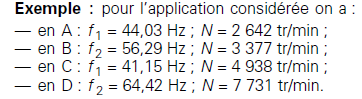 Exemple : pour l'application considérée on a :
— en A : f1 = 44,03 Hz ; N = 2 642 tr/min ;
— en B : f2 = 56,29 Hz ; N = 3 377 tr/min ;
— en C : f1 = 41,15 Hz ; N = 4 938 tr/min ;
— en D : f2 = 64,42 Hz ; N = 7 731 tr/min.